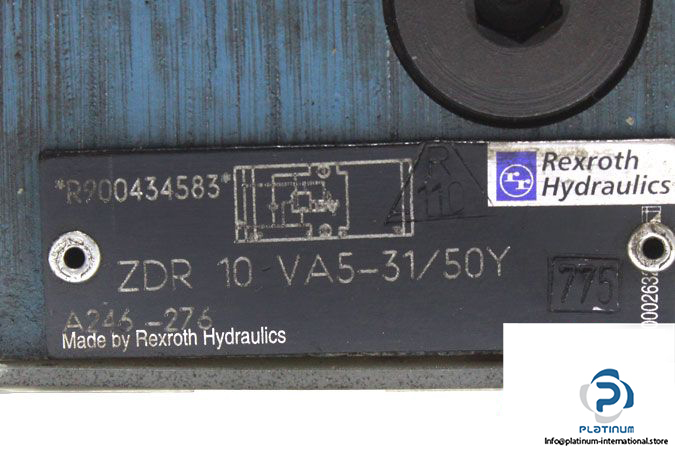 *R900434583*
R
110
Rexroth
Hydraulics
ZDR 10 VA5-31/50Y
775
A246-276
Made by Rexroth Hydraulics
PLATINUM
Info@platinum-international.store